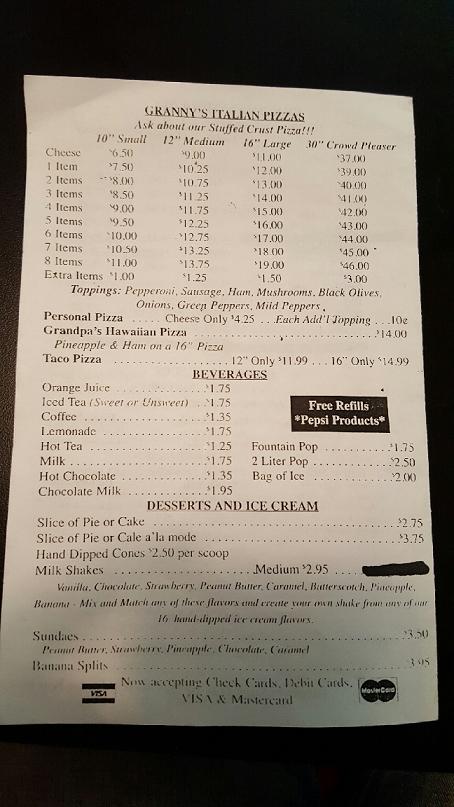 GRANNY'S ITALIAN PIZZAS
Ask about our Stuffed Crust Pizza!!!
10" Small 12" Medium 16" Large 30" Crowd Pleaser
Cheese $6.50 $9.00 $11.00 $37.00
1 Item $7.50 $10.25 $12.00 $39.00
2 Items $8.00 $10.75 $13.00 $40.00
3 Items $8.50 $11.25 $14.00 $41.00
4 Items $9.00 $11.75 $15.00 $42.00
5 Items $9.50 $12.25 $16.00 $43.00
6 Items $10.00 $12.75 $17.00 $44.00
7 Items $10.50 $13.25 $18.00 $45.00
8 Items $11.00 $13.75 $19.00 $46.00
Extra Items $1.00 $1.25 $1.50 $3.00
Toppings: Pepperoni, Sausage, Ham, Mushrooms, Black Olives,
Onions, Green Peppers, Mild Peppers
Personal Pizza ...... Cheese Only $4.25 ...Each Add'l Topping ...10¢
Grandpa's Hawaiian Pizza ......$14.00
Pineapple & Ham on a 16" Pizza
Taco Pizza ......12" Only $11.99 ... 16" Only $14.99
BEVERAGES
Orange Juice ......$1.75
Iced Tea (Sweet or Unsweet) ..$1.75
Coffee ......$1.35
Lemonade ......$1.75
Hot Tea ......$1.25
Milk ......$1.75
Hot Chocolate ......$1.35
Chocolate Milk ......$1.95
Free Refills
*Pepsi Products*
Fountain Pop ......$1.75
2 Liter Pop ......$2.50
Bag of Ice ......$2.00
DESSERTS AND ICE CREAM
Slice of Pie or Cake ......$2.75
Slice of Pie or Cale a'la mode ......$3.75
Hand Dipped Cones $2.50 per scoop
Milk Shakes ......Medium $2.95 ......
Vanilla, Chocolate, Strawberry, Peanut Butter, Caramel, Butterscotch, Pineapple,
Banana - Mix and Match any of these flavors and create your own shake from any of our
16 hand-dipped ice cream flavors.
Sundaes ......$3.50
Peanut Butter, Strawberry, Pineapple, Chocolate, Caramel
Banana Splits ......3.95
Now accepting Check Cards, Debit Cards,
VISA & Mastercard
VISA
MasterCard